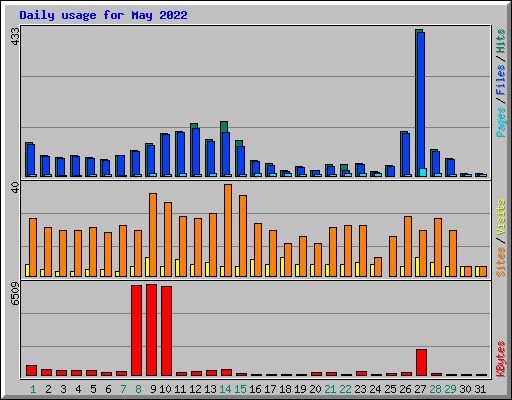 Daily usage for May 2022
433
Pages / Files / Hits
40
Sites / Visits
6509
KBytes
1 2 3 4 5 6 7 8 9 10 11 12 13 14 15 16 17 18 19 20 21 22 23 24 25 26 27 28 29 30 31